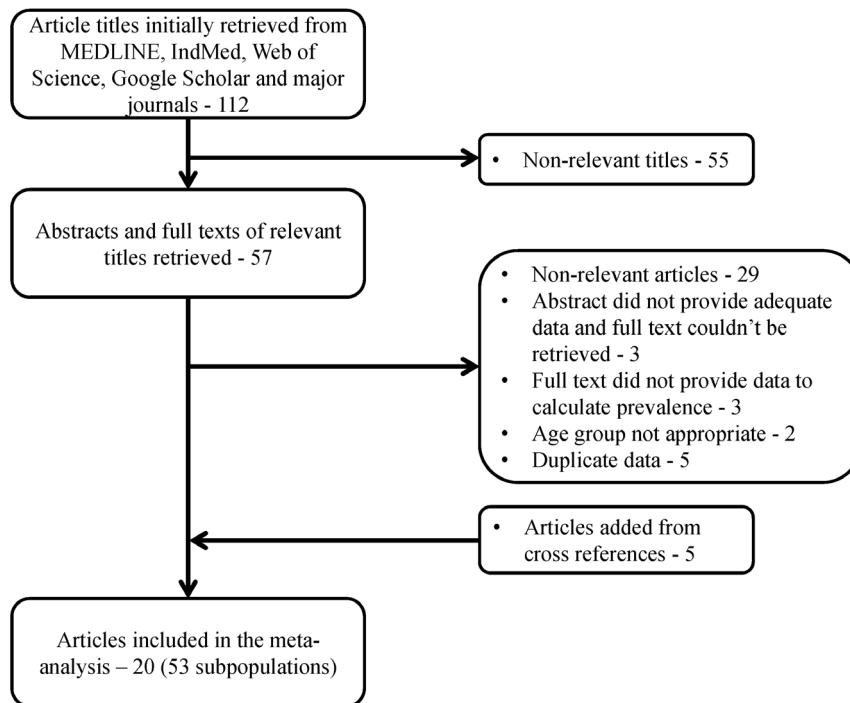 Article titles initially retrieved from
MEDLINE, IndMed, Web of
Science, Google Scholar and major
journals - 112
• Non-relevant titles - 55
Abstracts and full texts of relevant
titles retrieved - 57
• Non-relevant articles - 29
• Abstract did not provide adequate
data and full text couldn’t be
retrieved - 3
• Full text did not provide data to
calculate prevalence - 3
• Age group not appropriate - 2
• Duplicate data - 5
• Articles added from
cross references - 5
Articles included in the meta-
analysis – 20 (53 subpopulations)